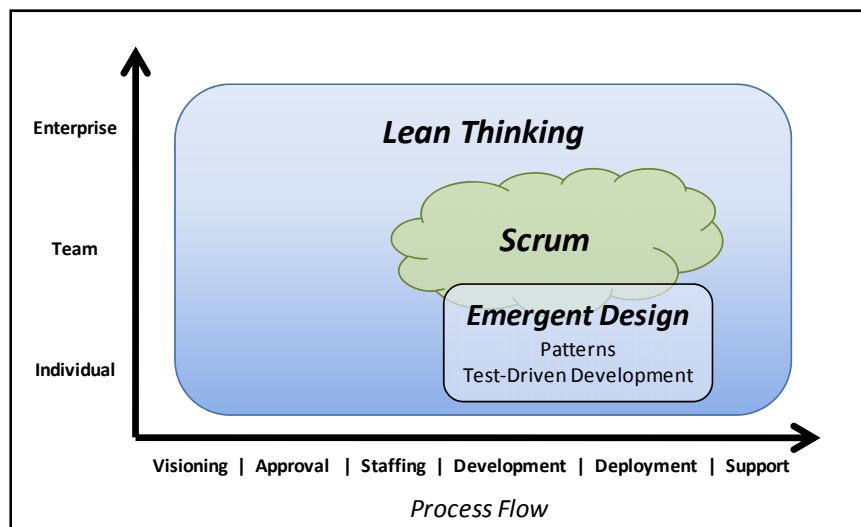 Enterprise
Lean Thinking
Team
Scrum
Emergent Design
Patterns
Individual
Test-Driven Development
Visioning | Approval | Staffing | Development | Deployment | Support
Process Flow